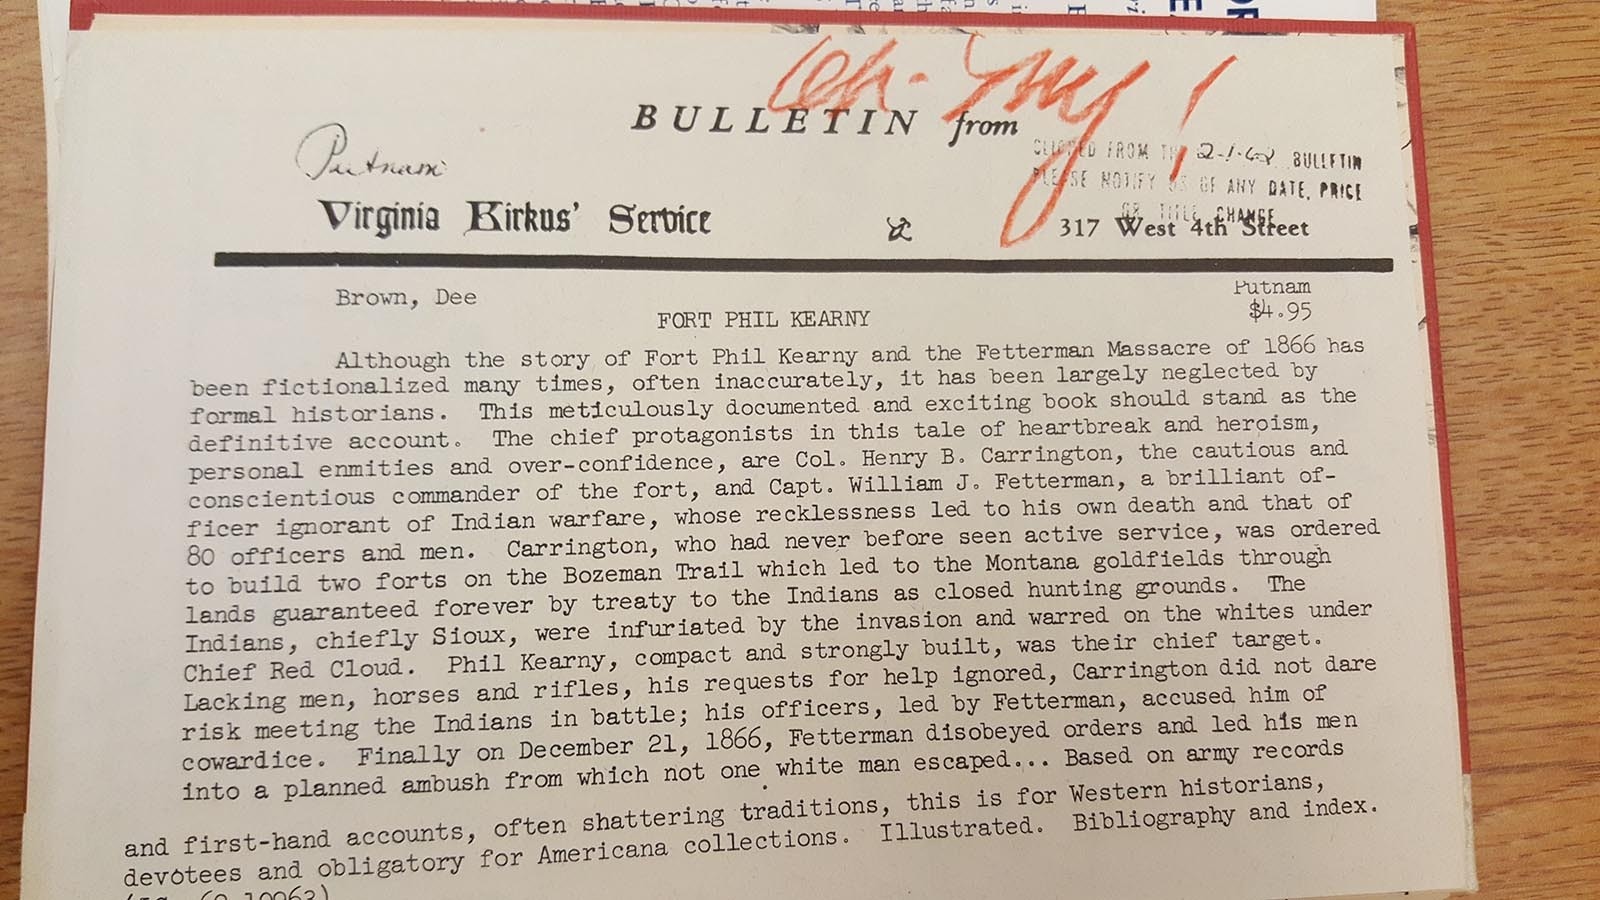 BULLETIN from
Putnam
CLIPPED FROM THE 2-1-62 BULLETIN
PLEASE NOTIFY US OF ANY DATE, PRICE
OR TITLE CHANGE
Virginia Kirkus' Service
317 West 4th Street
Brown, Dee
Putnam
$4.95
FORT PHIL KEARNY
Although the story of Fort Phil Kearny and the Fetterman Massacre of 1866 has
been fictionalized many times, often inaccurately, it has been largely neglected by
formal historians. This meticulously documented and exciting book should stand as the
definitive account. The chief protagonists in this tale of heartbreak and heroism,
personal enmities and over-confidence, are Col. Henry B. Carrington, the cautious and
conscientious commander of the fort, and Capt. William J. Fetterman, a brilliant of-
ficer ignorant of Indian warfare, whose recklessness led to his own death and that of
80 officers and men. Carrington, who had never before seen active service, was ordered
to build two forts on the Bozeman Trail which led to the Montana goldfields through
lands guaranteed forever by treaty to the Indians as closed hunting grounds. The
Indians, chiefly Sioux, were infuriated by the invasion and warred on the whites under
Chief Red Cloud. Phil Kearny, compact and strongly built, was their chief target.
Lacking men, horses and rifles, his requests for help ignored, Carrington did not dare
risk meeting the Indians in battle; his officers, led by Fetterman, accused him of
cowardice. Finally on December 21, 1866, Fetterman disobeyed orders and led his men
into a planned ambush from which not one white man escaped... Based on army records
and first-hand accounts, often shattering traditions, this is for Western historians,
devotees and obligatory for Americana collections. Illustrated. Bibliography and index.